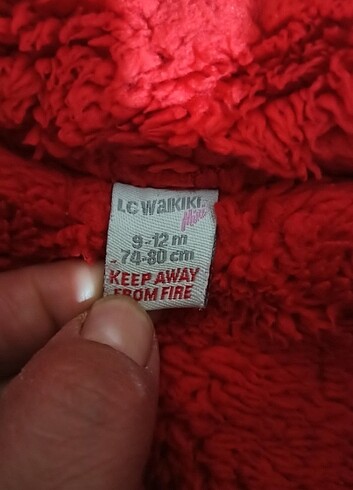 LC WAIKIKI
Mini
9-12 m
74-80 cm
KEEP AWAY
FROM FIRE